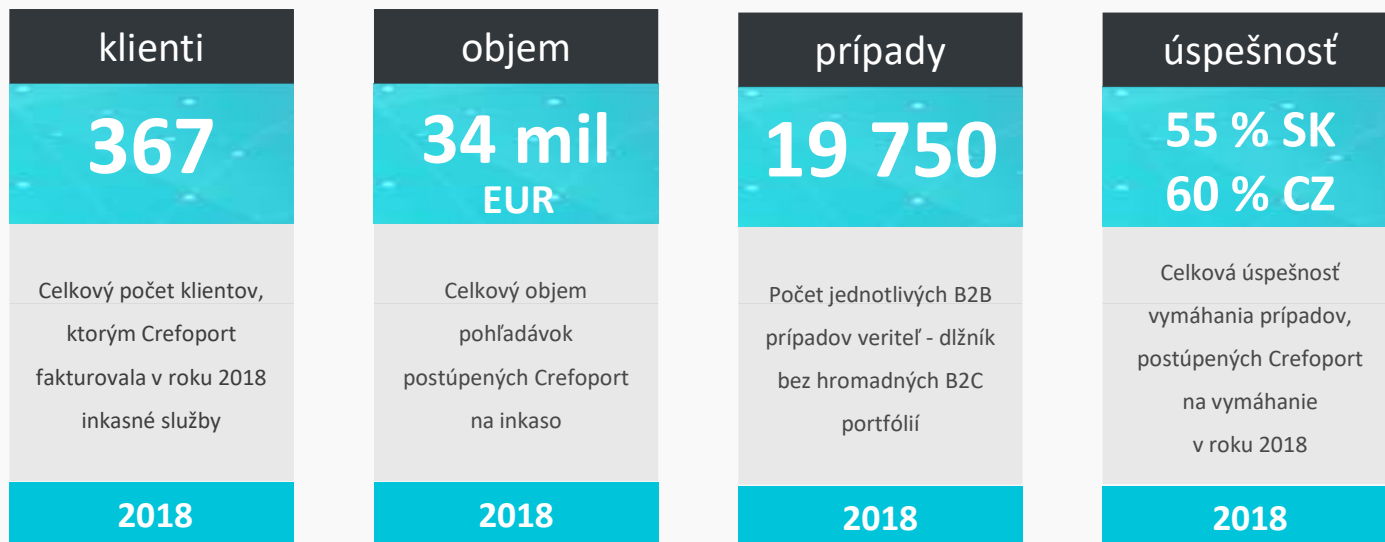 klienti
367
Celkový počet klientov,
ktorým Crefoport
fakturovala v roku 2018
inkasné služby
2018
objem
34 mil
EUR
Celkový objem
pohľadávok
postúpených Crefoport
na inkaso
2018
prípady
19 750
Počet jednotlivých B2B
prípadov veriteľ - dlžník
bez hromadných B2C
portfólií
2018
úspešnosť
55 % SK
60 % CZ
Celková úspešnosť
vymáhania prípadov,
postúpených Crefoport
na vymáhanie
v roku 2018
2018